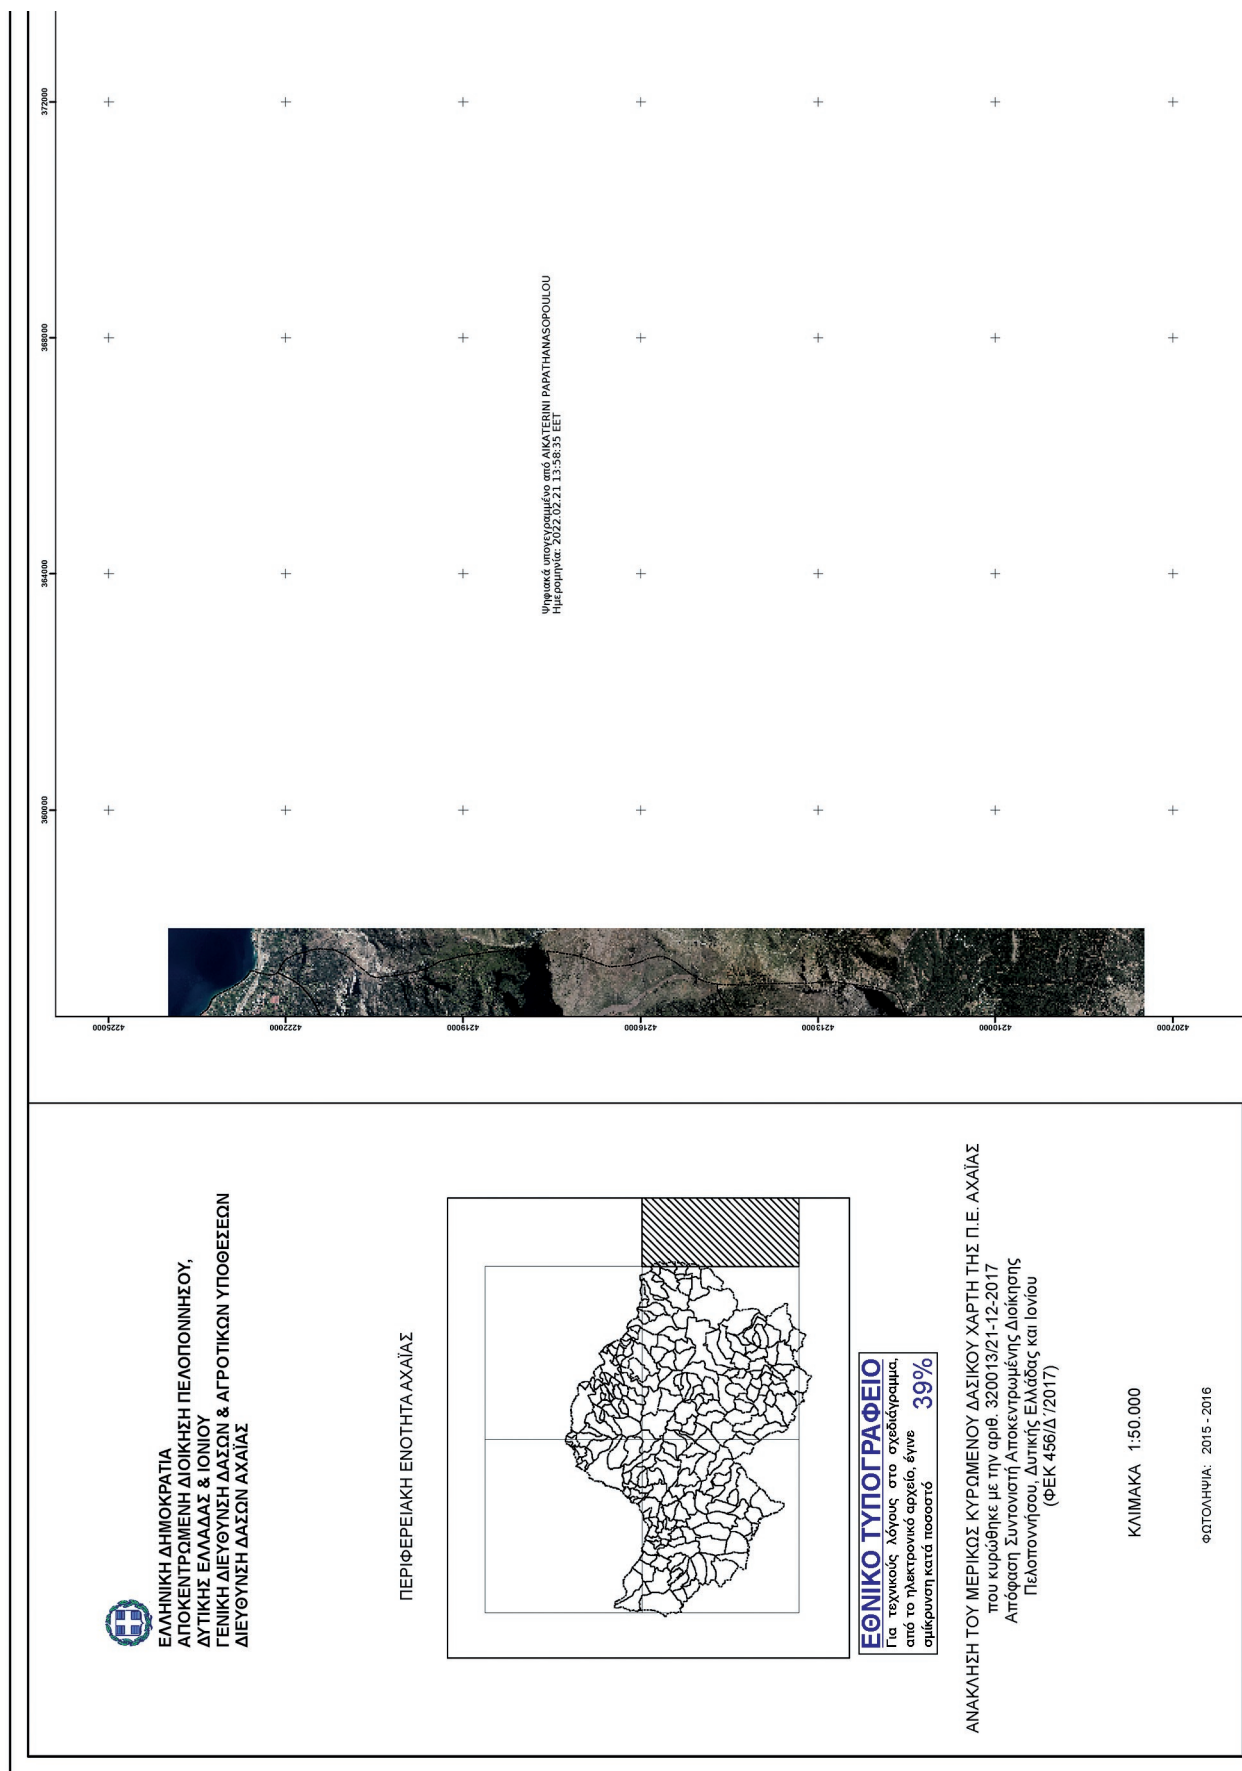 ΕΛΛΗΝΙΚΗ ΔΗΜΟΚΡΑΤΙΑ
ΑΠΟΚΕΝΤΡΩΜΕΝΗ ΔΙΟΙΚΗΣΗ ΠΕΛΟΠΟΝΝΗΣΟΥ,
ΔΥΤΙΚΗΣ ΕΛΛΑΔΑΣ & ΙΟΝΙΟΥ
ΓΕΝΙΚΗ ΔΙΕΥΘΥΝΣΗ ΔΑΣΩΝ & ΑΓΡΟΤΙΚΩΝ ΥΠΟΘΕΣΕΩΝ
ΔΙΕΥΘΥΝΣΗ ΔΑΣΩΝ ΑΧΑΪΑΣ
ΠΕΡΙΦΕΡΕΙΑΚΗ ΕΝΟΤΗΤΑ ΑΧΑΪΑΣ
ΕΘΝΙΚΟ ΤΥΠΟΓΡΑΦΕΙΟ
Για τεχνικούς λόγους στο σχεδιάγραμμα,
από το ηλεκτρονικό αρχείο, έγινε
σμίκρυνση κατά ποσοστό 39%
ΑΝΑΚΛΗΣΗ ΤΟΥ ΜΕΡΙΚΩΣ ΚΥΡΩΜΕΝΟΥ ΔΑΣΙΚΟΥ ΧΑΡΤΗ ΤΗΣ Π.Ε. ΑΧΑΪΑΣ
που κυρώθηκε με την αριθ. 320013/21-12-2017
Απόφαση Συντονιστή Αποκεντρωμένης Διοίκησης
Πελοποννήσου, Δυτικής Ελλάδας και Ιονίου
(ΦΕΚ 456/Δ΄/2017)
ΚΛΙΜΑΚΑ 1:50.000
ΦΩΤΟΛΗΨΙΑ: 2015 - 2016
360000
364000
368000
372000
4225000
4222000
4219000
4216000
4213000
4210000
4207000
Ψηφιακά υπογεγραμμένο από AIKATERINI PAPATHANASOPOULOU
Ημερομηνία: 2022.02.21 13:58:35 EET